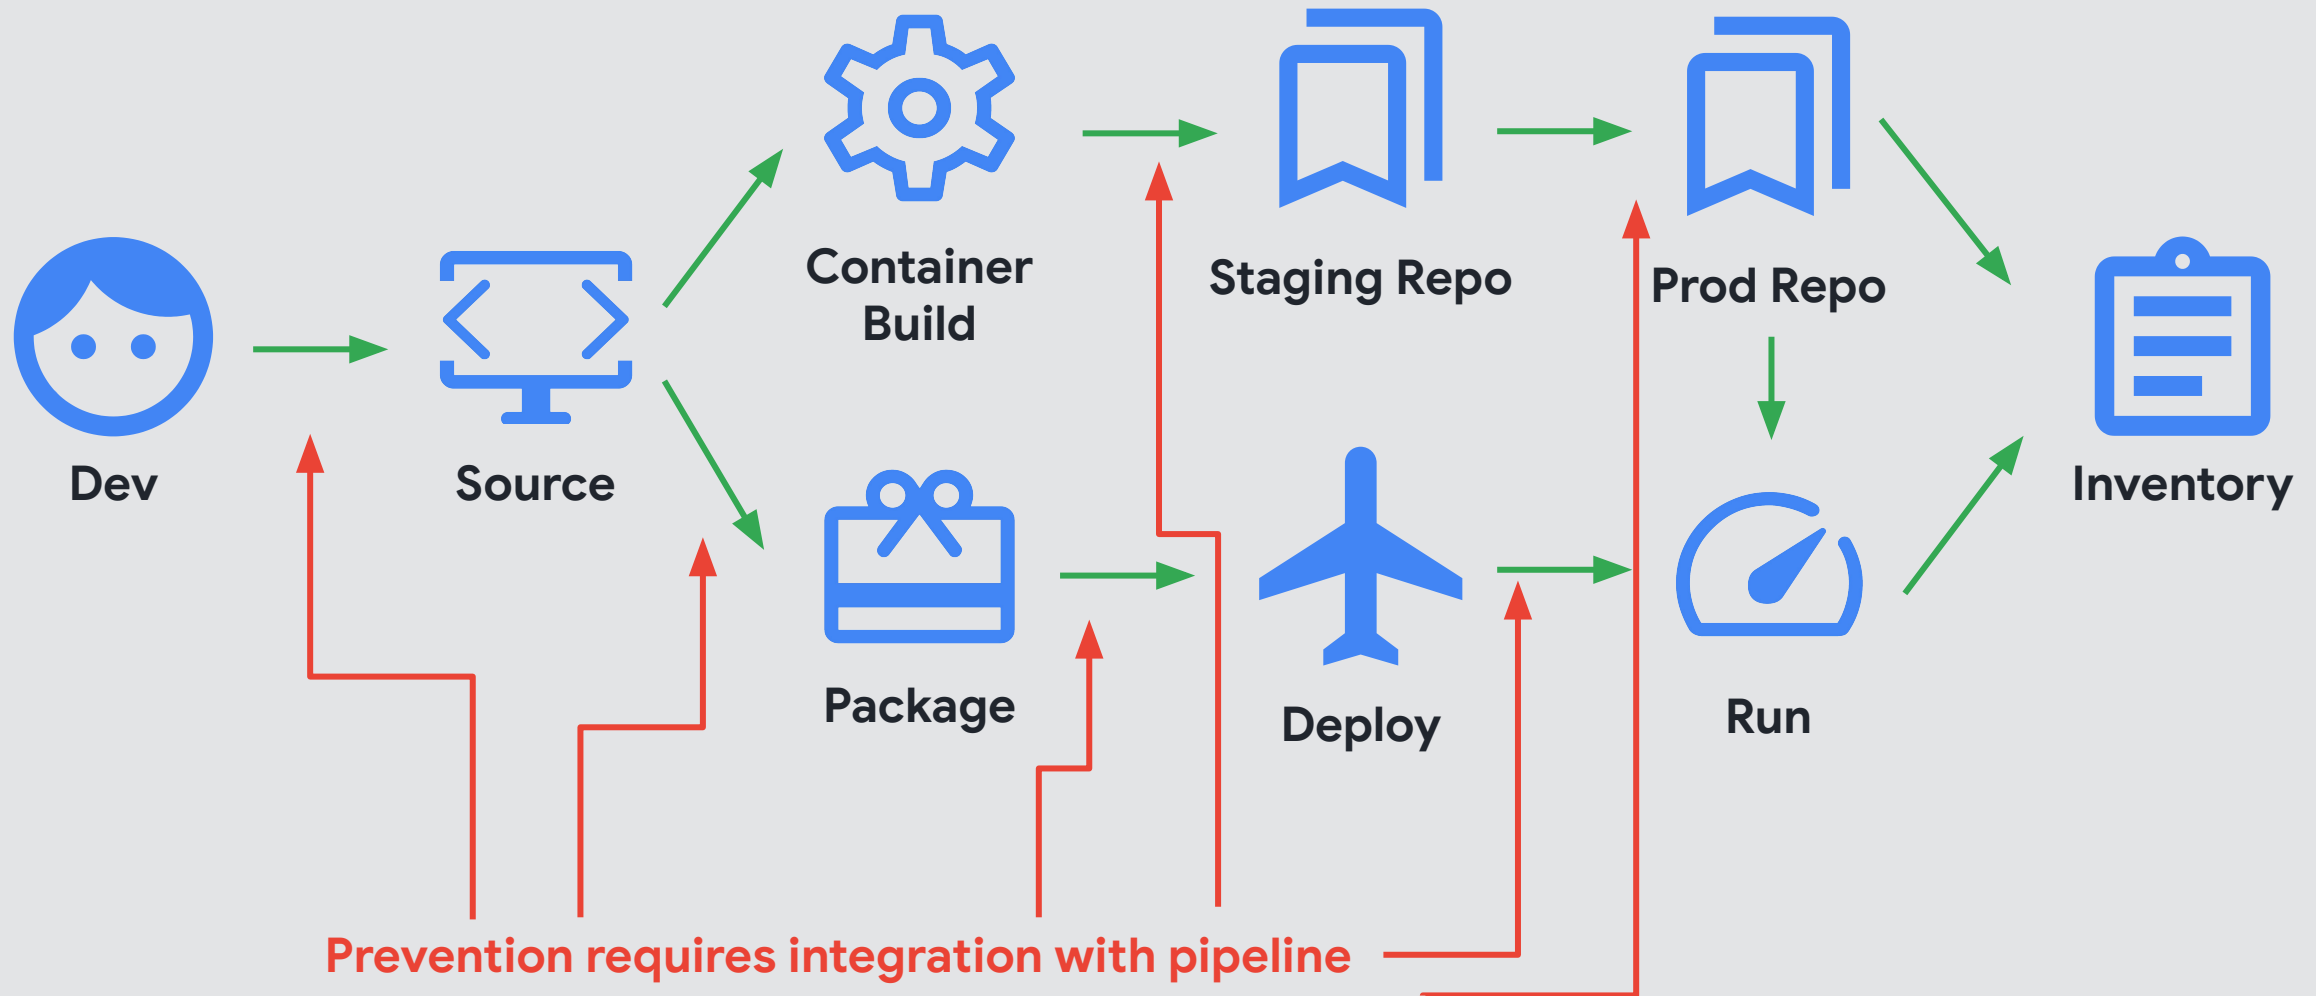 Container
Build
Staging Repo
Prod Repo
Dev
Source
Inventory
Package
Deploy
Run
Prevention requires integration with pipeline